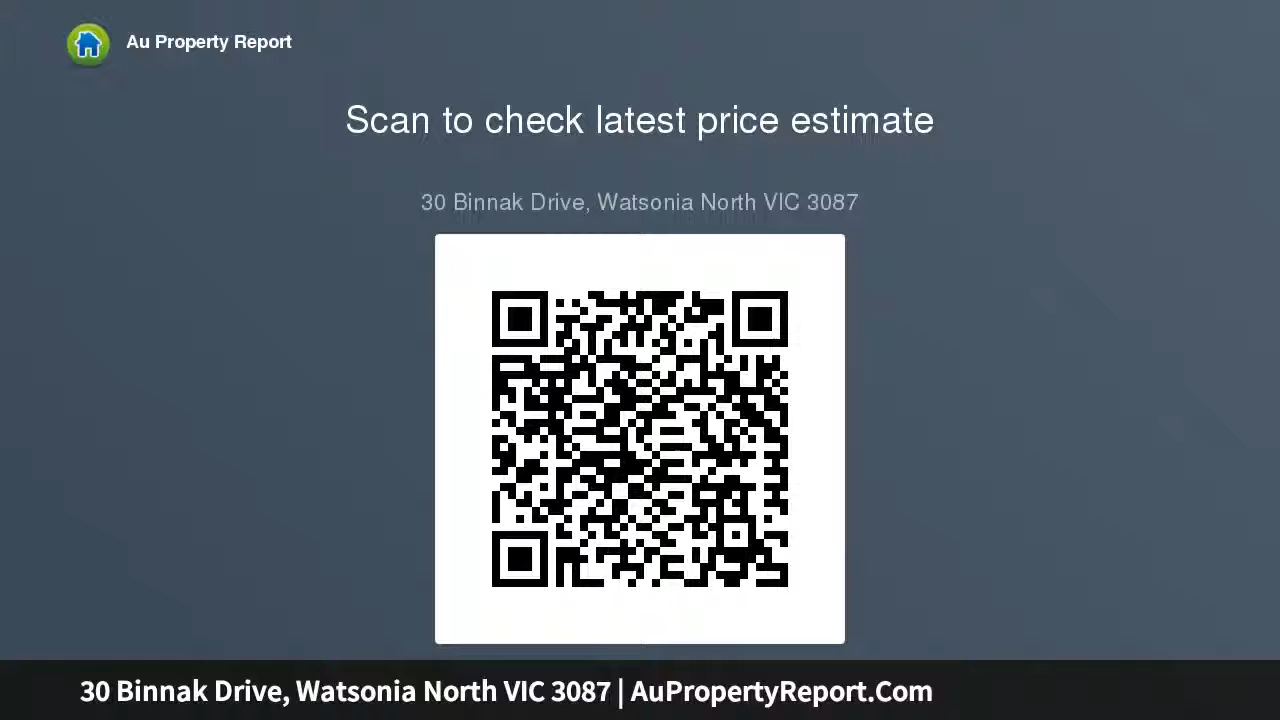 Au Property Report
Scan to check latest price estimate
30 Binnak Drive, Watsonia North VIC 3087
30 Binnak Drive, Watsonia North VIC 3087 | AuPropertyReport.Com